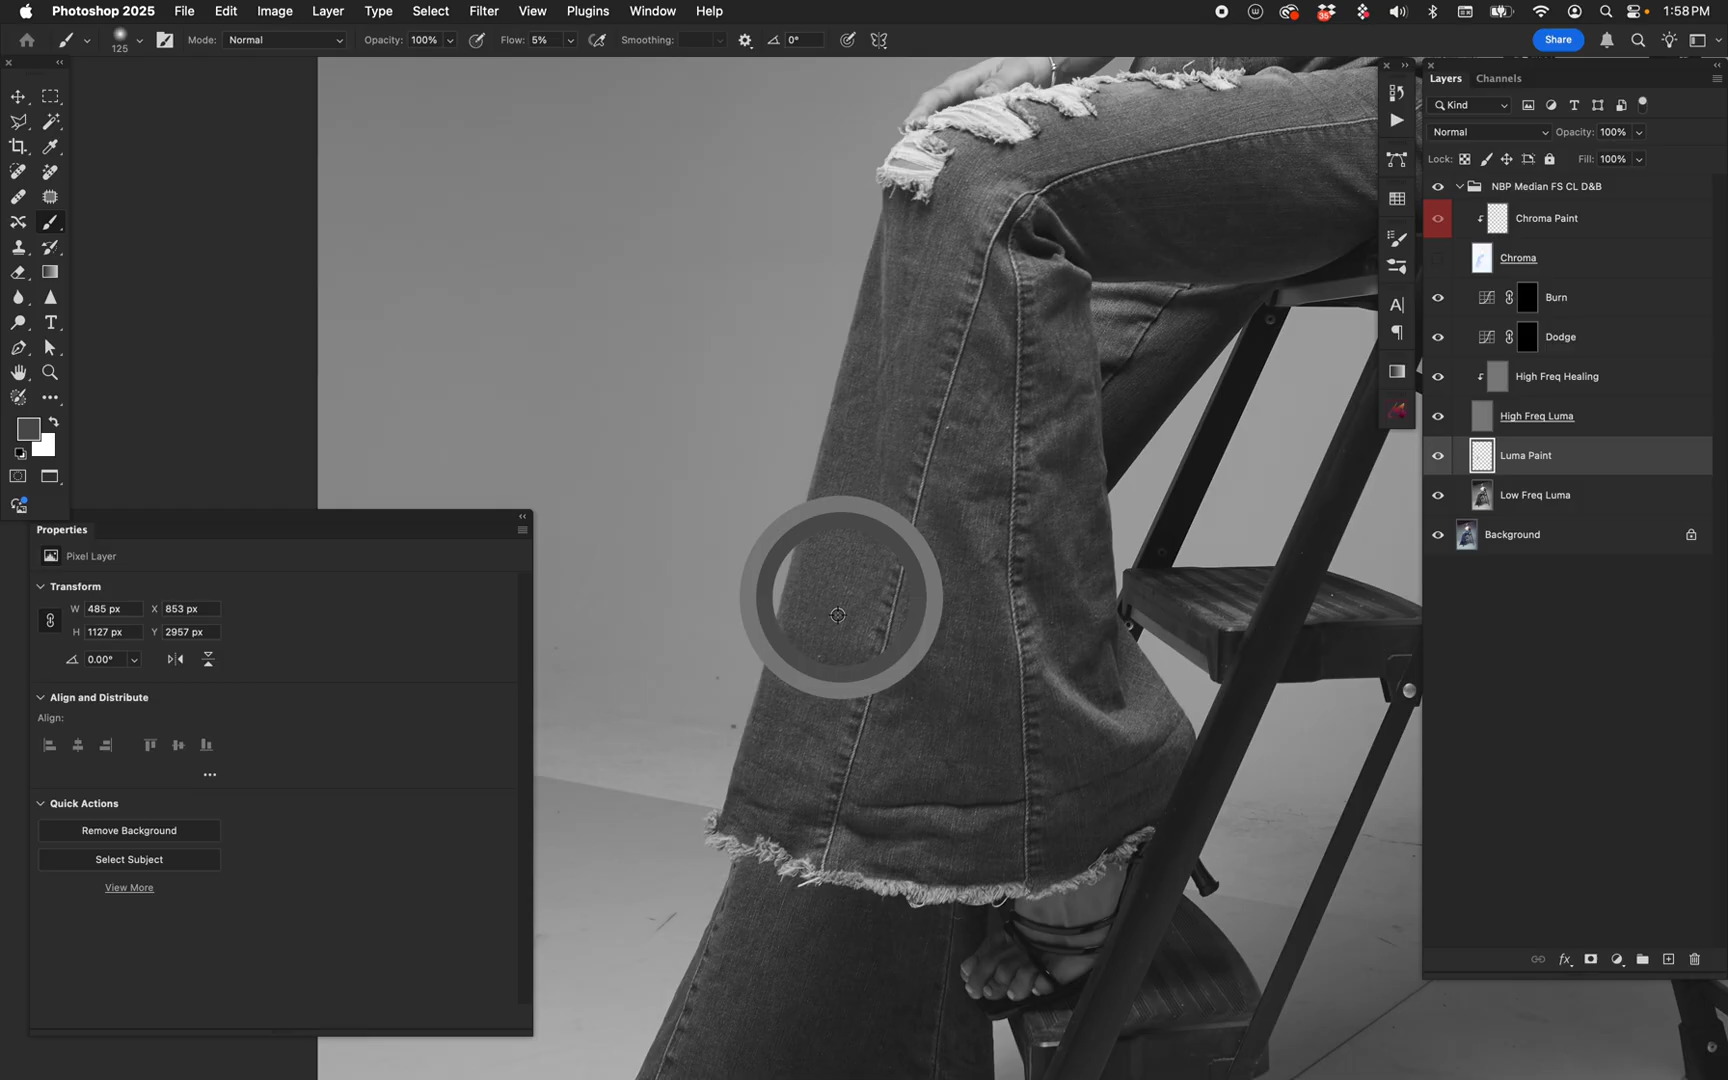 Photoshop 2025 File Edit Image Layer Type Select Filter View Plugins Window Help 35 1:58 PM
125 Mode: Normal Opacity: 100% Flow: 5% Smoothing: 0° Share
Properties
Pixel Layer
Transform
W 485 px X 853 px
H 1127 px Y 2957 px
0.00°
Align and Distribute
Align:
Quick Actions
Remove Background
Select Subject
View More
Layers Channels
Kind
Normal Opacity: 100%
Lock: Fill: 100%
NBP Median FS CL D&B
Chroma Paint
Chroma
Burn
Dodge
High Freq Healing
High Freq Luma
Luma Paint
Low Freq Luma
Background
fx